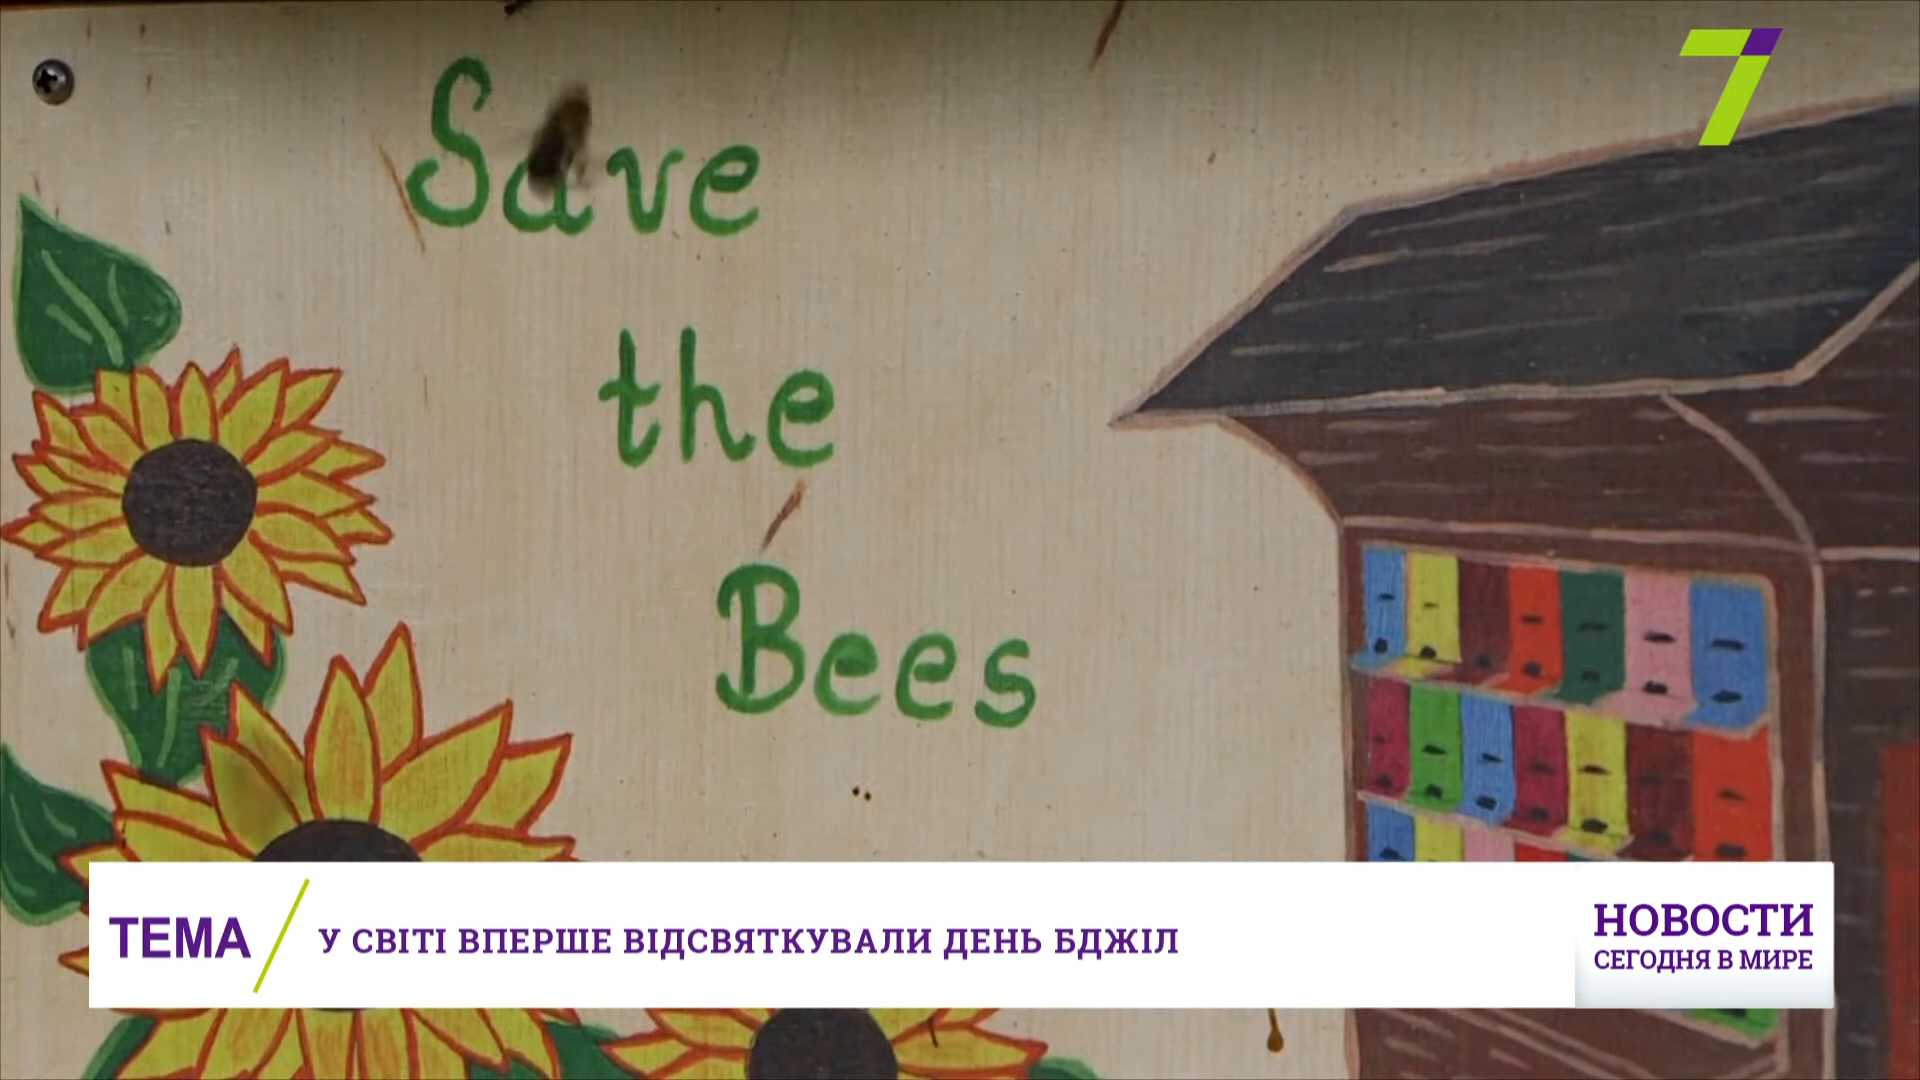 7
Save
the
Bees
ТЕМА
У СВІТІ ВПЕРШЕ ВІДСВЯТКУВАЛИ ДЕНЬ БДЖІЛ
НОВОСТИ
СЕГОДНЯ В МИРЕ